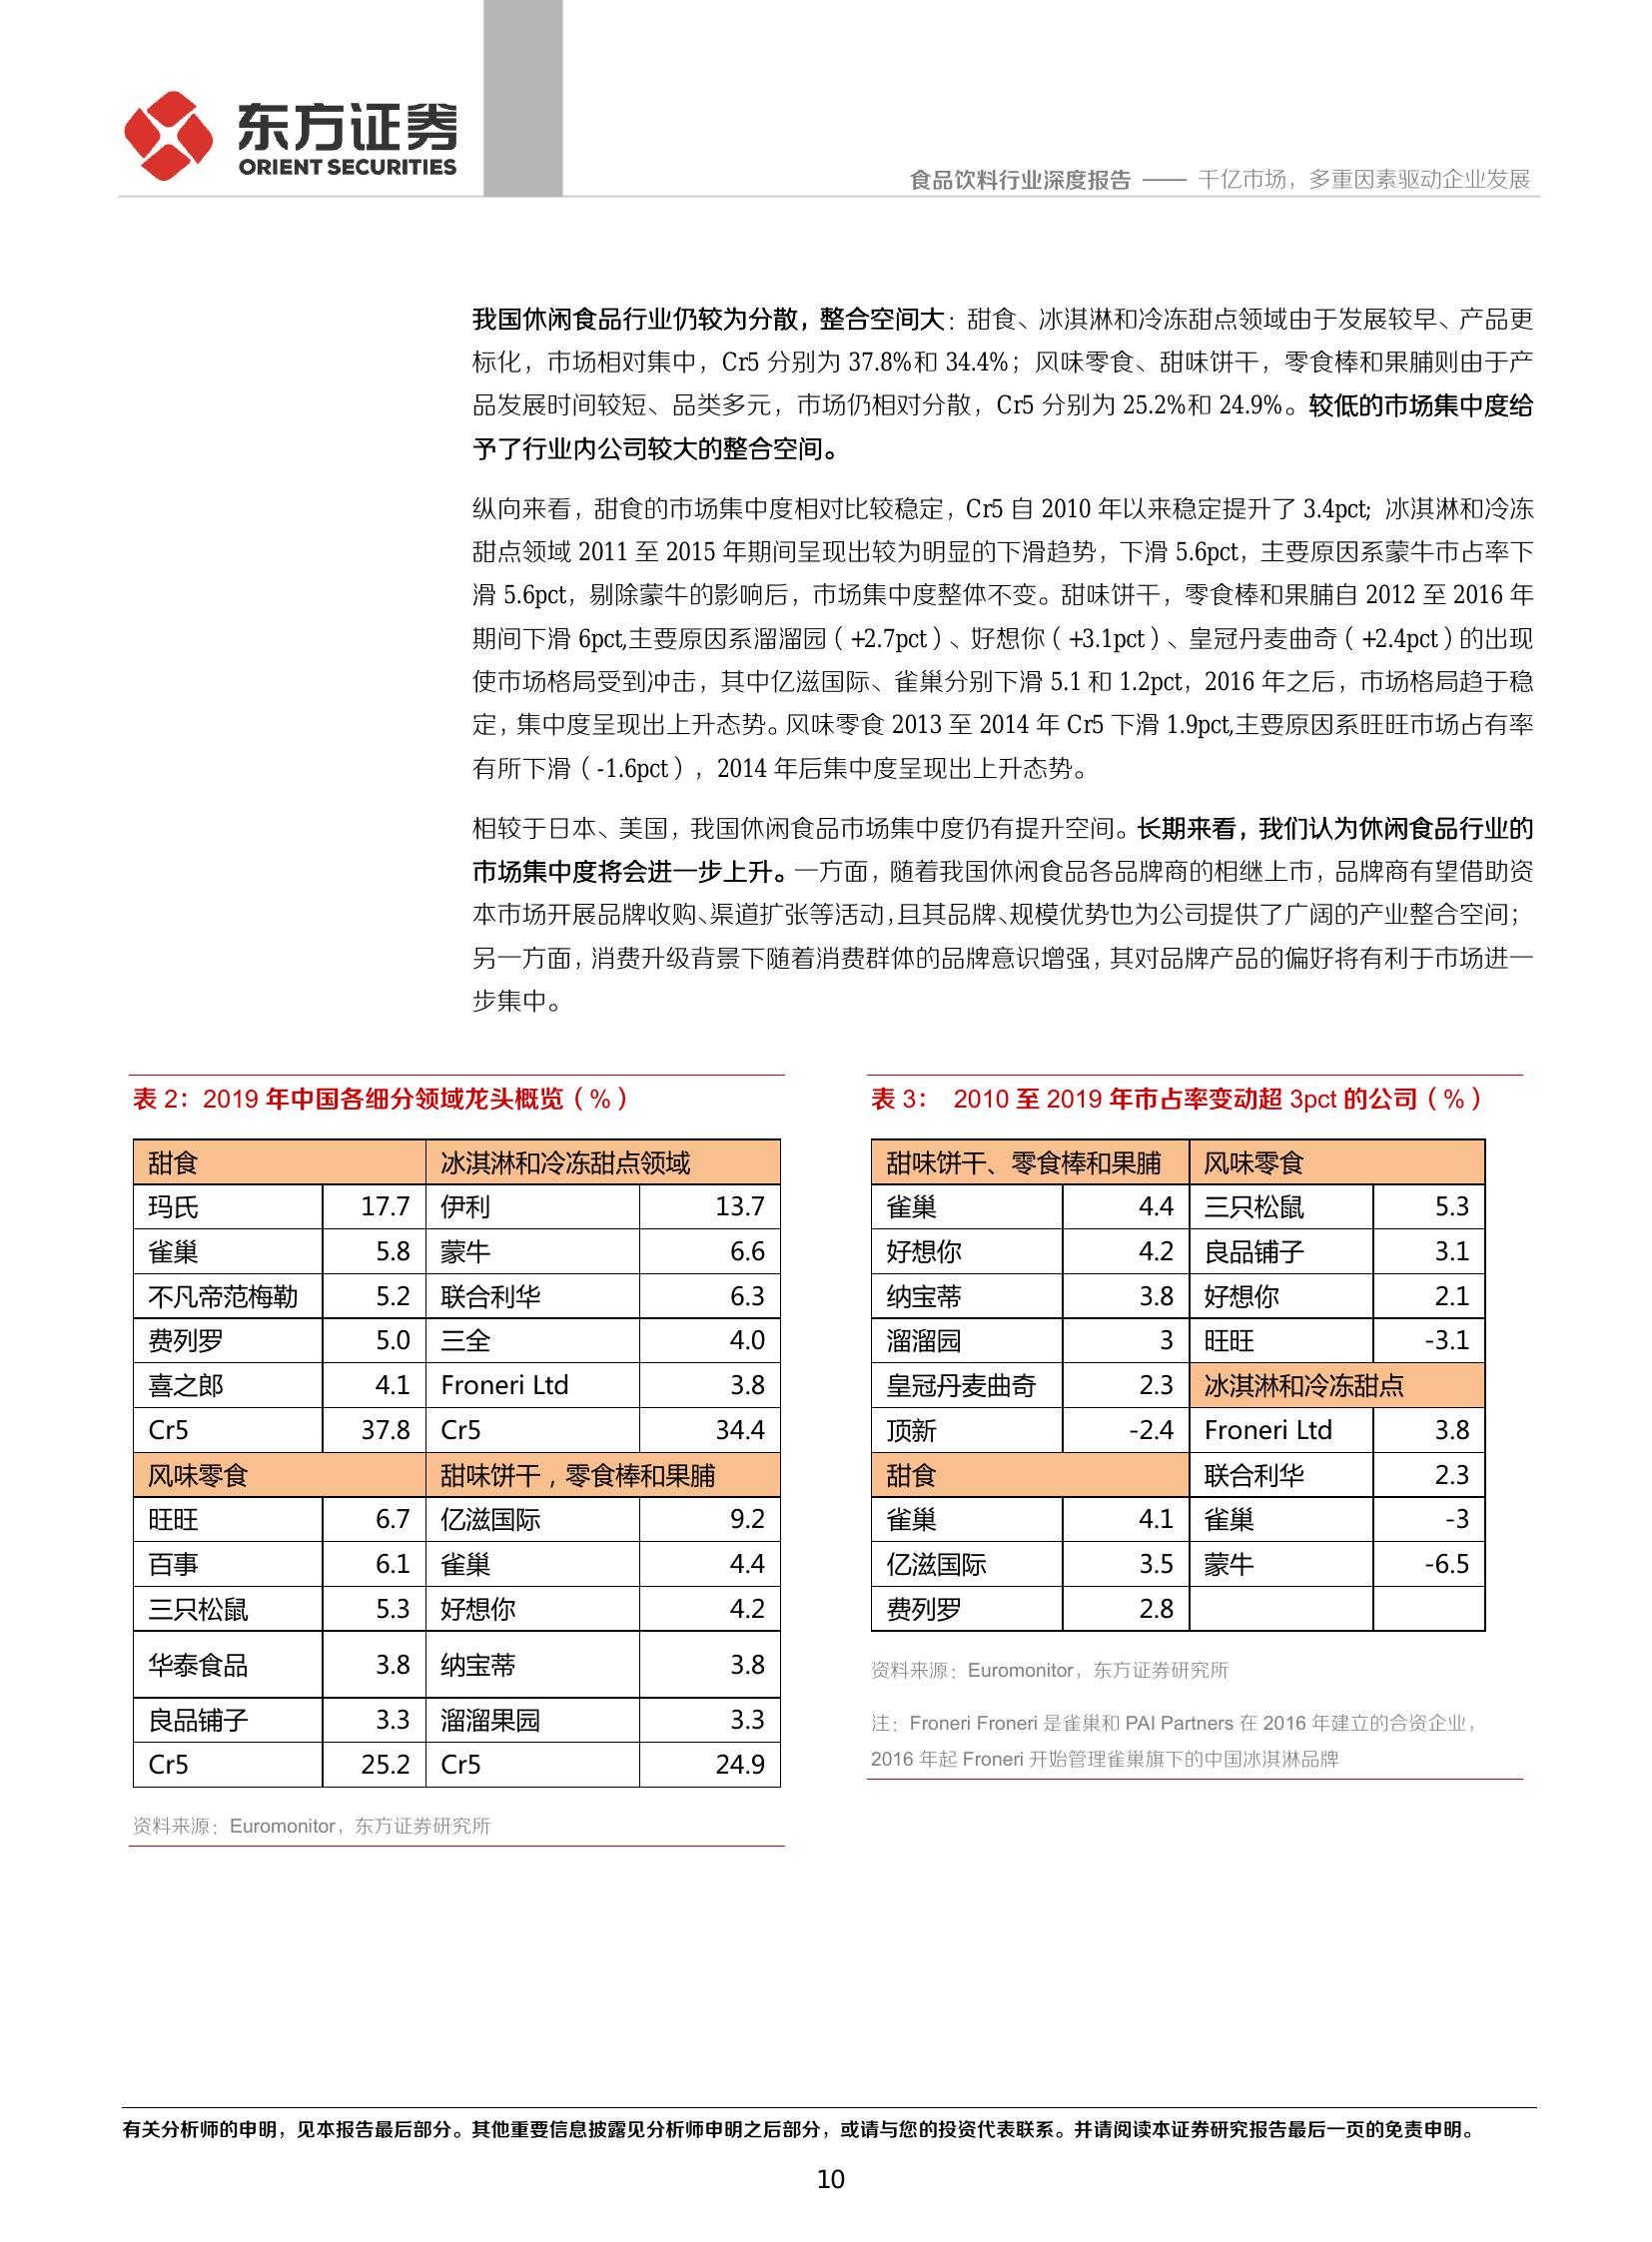 东方证券
ORIENT SECURITIES
食品饮料行业深度报告 —— 千亿市场，多重因素驱动企业发展
我国休闲食品行业仍较为分散，整合空间大：甜食、冰淇淋和冷冻甜点领域由于发展较早、产品更
标化，市场相对集中，Cr5 分别为 37.8%和 34.4%；风味零食、甜味饼干，零食棒和果脯则由于产
品发展时间较短、品类多元，市场仍相对分散，Cr5 分别为 25.2%和 24.9%。较低的市场集中度给
予了行业内公司较大的整合空间。
纵向来看，甜食的市场集中度相对比较稳定，Cr5 自 2010 年以来稳定提升了 3.4pct; 冰淇淋和冷冻
甜点领域 2011 至 2015 年期间呈现出较为明显的下滑趋势，下滑 5.6pct，主要原因系蒙牛市占率下
滑 5.6pct，剔除蒙牛的影响后，市场集中度整体不变。甜味饼干，零食棒和果脯自 2012 至 2016 年
期间下滑 6pct,主要原因系溜溜园（+2.7pct）、好想你（+3.1pct）、皇冠丹麦曲奇（+2.4pct）的出现
使市场格局受到冲击，其中亿滋国际、雀巢分别下滑 5.1 和 1.2pct，2016 年之后，市场格局趋于稳
定，集中度呈现出上升态势。风味零食 2013 至 2014 年 Cr5 下滑 1.9pct,主要原因系旺旺市场占有率
有所下滑（-1.6pct），2014 年后集中度呈现出上升态势。
相较于日本、美国，我国休闲食品市场集中度仍有提升空间。长期来看，我们认为休闲食品行业的
市场集中度将会进一步上升。一方面，随着我国休闲食品各品牌商的相继上市，品牌商有望借助资
本市场开展品牌收购、渠道扩张等活动，且其品牌、规模优势也为公司提供了广阔的产业整合空间；
另一方面，消费升级背景下随着消费群体的品牌意识增强，其对品牌产品的偏好将有利于市场进一
步集中。
表 2：2019 年中国各细分领域龙头概览（%）
甜食 冰淇淋和冷冻甜点领域
玛氏 17.7 伊利 13.7
雀巢 5.8 蒙牛 6.6
不凡帝范梅勒 5.2 联合利华 6.3
费列罗 5.0 三全 4.0
喜之郎 4.1 Froneri Ltd 3.8
Cr5 37.8 Cr5 34.4
风味零食 甜味饼干，零食棒和果脯
旺旺 6.7 亿滋国际 9.2
百事 6.1 雀巢 4.4
三只松鼠 5.3 好想你 4.2
华泰食品 3.8 纳宝蒂 3.8
良品铺子 3.3 溜溜果园 3.3
Cr5 25.2 Cr5 24.9
资料来源：Euromonitor，东方证券研究所
表 3： 2010 至 2019 年市占率变动超 3pct 的公司（%）
甜味饼干、零食棒和果脯 风味零食
雀巢 4.4 三只松鼠 5.3
好想你 4.2 良品铺子 3.1
纳宝蒂 3.8 好想你 2.1
溜溜园 3 旺旺 -3.1
皇冠丹麦曲奇 2.3 冰淇淋和冷冻甜点
顶新 -2.4 Froneri Ltd 3.8
甜食 联合利华 2.3
雀巢 4.1 雀巢 -3
亿滋国际 3.5 蒙牛 -6.5
费列罗 2.8
资料来源：Euromonitor，东方证券研究所
注：Froneri Froneri 是雀巢和 PAI Partners 在 2016 年建立的合资企业，
2016 年起 Froneri 开始管理雀巢旗下的中国冰淇淋品牌
有关分析师的申明，见本报告最后部分。其他重要信息披露见分析师申明之后部分，或请与您的投资代表联系。并请阅读本证券研究报告最后一页的免责申明。
10